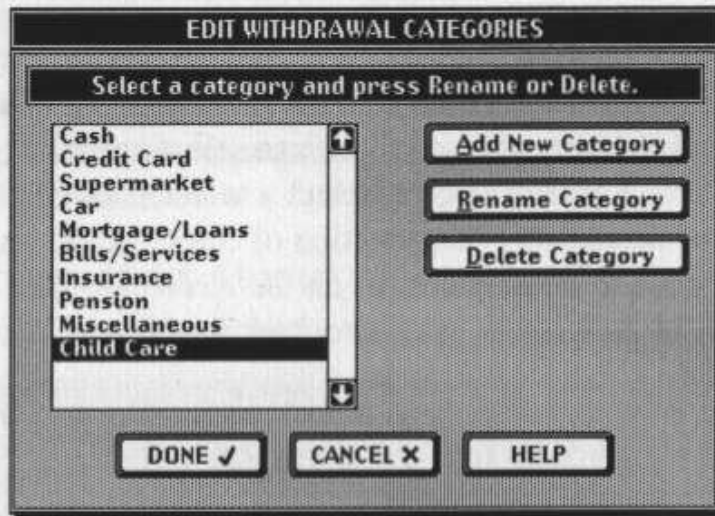 EDIT WITHDRAWAL CATEGORIES
Select a category and press Rename or Delete.
Cash
Credit Card
Supermarket
Car
Mortgage/Loans
Bills/Services
Insurance
Pension
Miscellaneous
Child Care
Add New Category
Rename Category
Delete Category
DONE ✓
CANCEL ✕
HELP